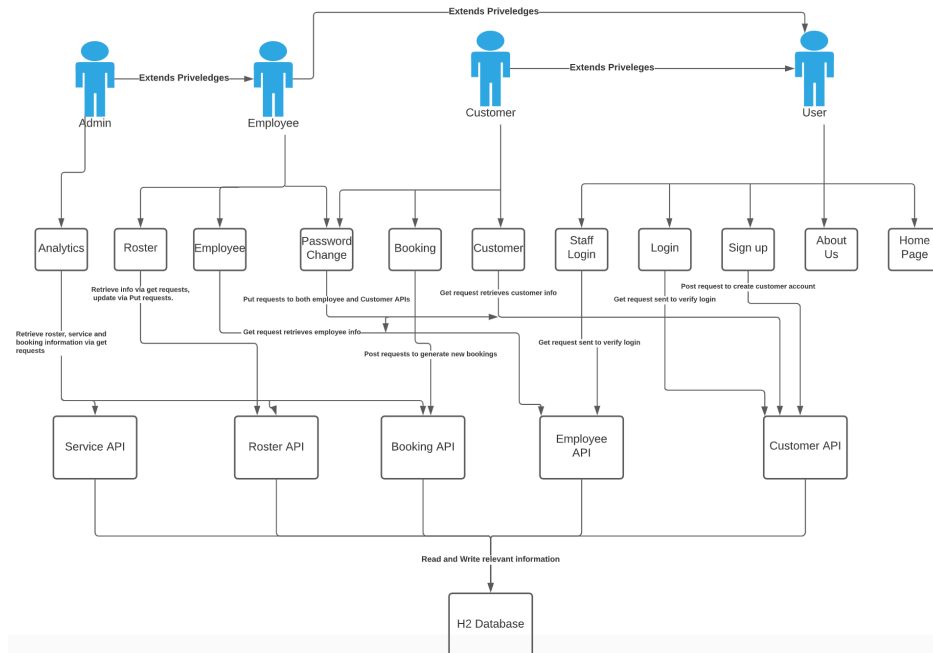 Extends Priveledges
Extends Priveledges
Extends Priveleges
Admin
Employee
Customer
User
Analytics
Roster
Employee
Password
Change
Booking
Customer
Staff
Login
Login
Sign up
About
Us
Home
Page
Retrieve info via get requests,
update via Put requests.
Put requests to both employee and Customer APIs
Get request retrieves customer info
Post request to create customer account
Get request sent to verify login
Retrieve roster, service and
booking information via get
requests
Get request retrieves employee info
Post requests to generate new bookings
Get request sent to verify login
Service API
Roster API
Booking API
Employee
API
Customer API
Read and Write relevant information
H2 Database